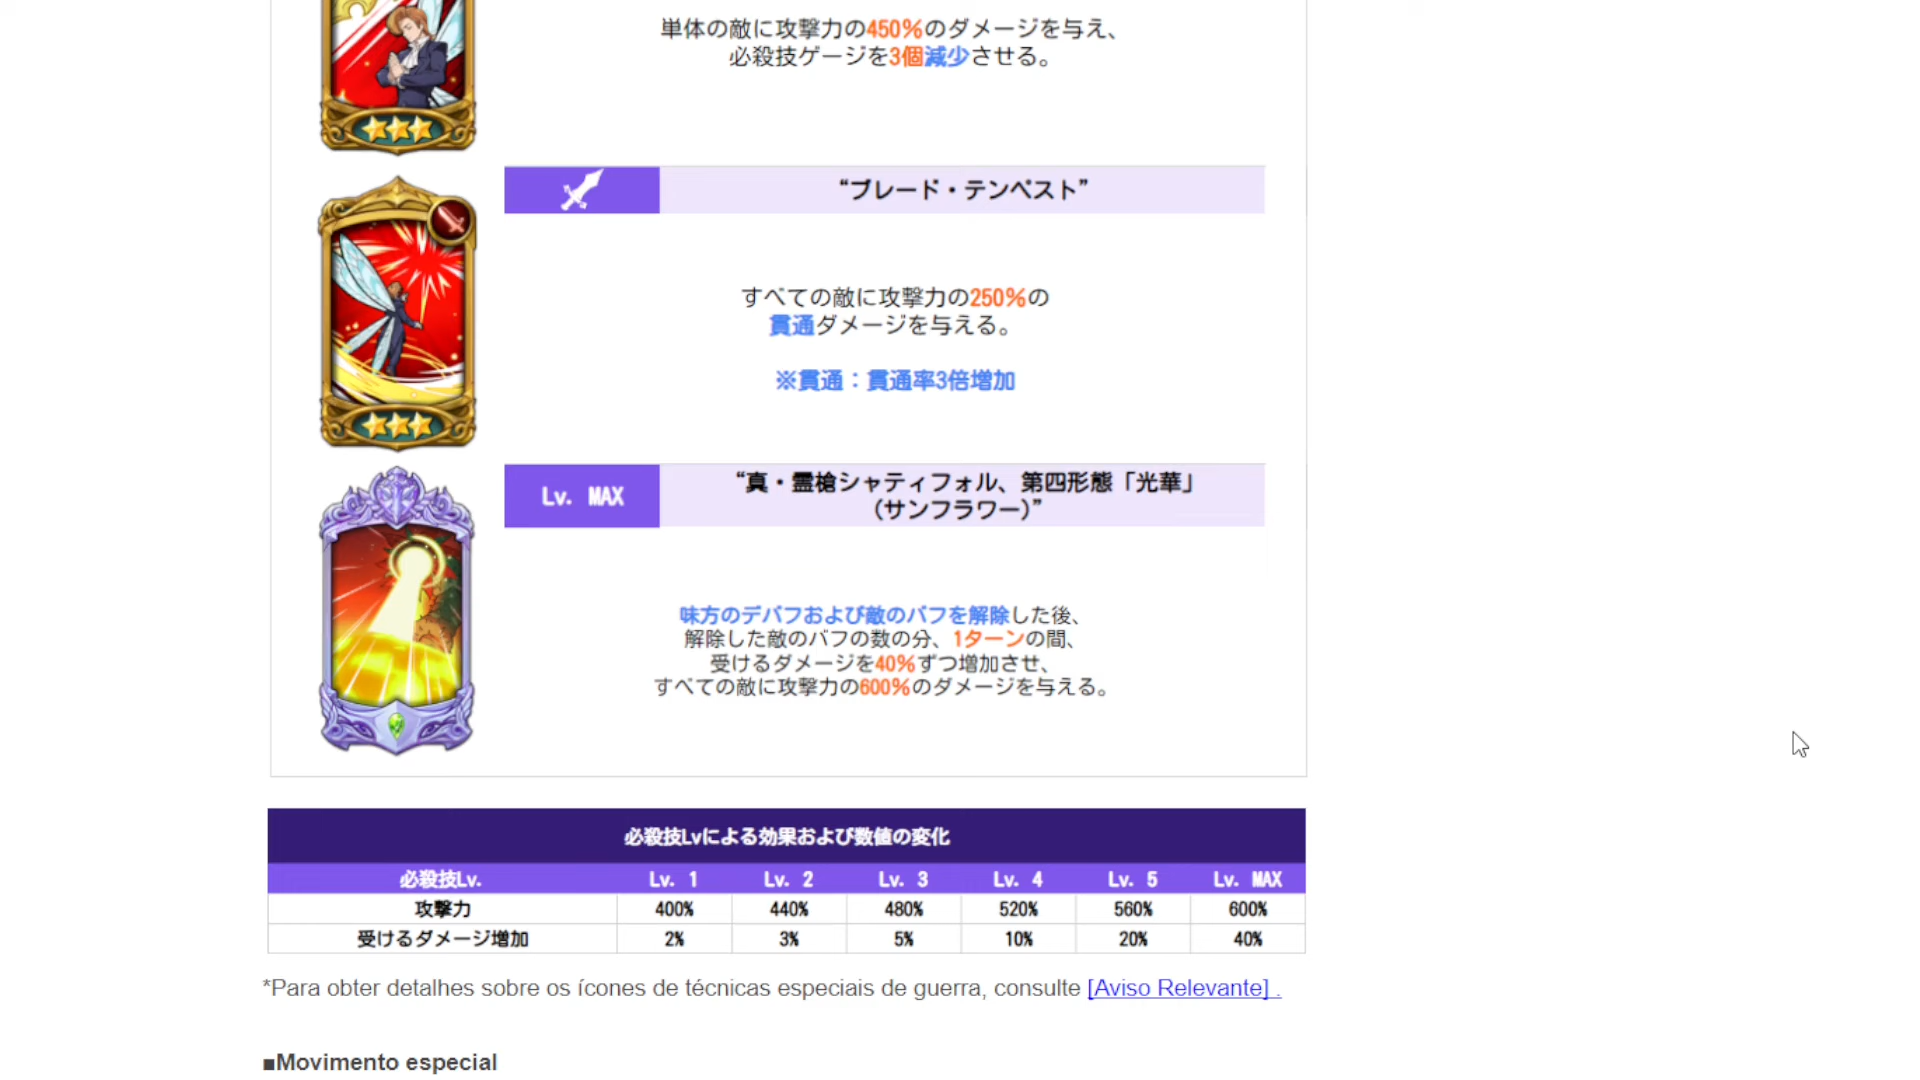 単体の敵に攻撃力の450%のダメージを与え、
必殺技ゲージを3個減少させる。
“ブレード・テンペスト”
すべての敵に攻撃力の250%の
貫通ダメージを与える。
※貫通：貫通率3倍増加
Lv. MAX
“真・霊槍シャティフォル、第四形態「光華」
（サンフラワー）”
味方のデバフおよび敵のバフを解除した後、
解除した敵のバフの数の分、1ターンの間、
受けるダメージを40%ずつ増加させ、
すべての敵に攻撃力の600%のダメージを与える。
必殺技Lvによる効果および数値の変化
必殺技Lv. Lv. 1 Lv. 2 Lv. 3 Lv. 4 Lv. 5 Lv. MAX
攻撃力 400% 440% 480% 520% 560% 600%
受けるダメージ増加 2% 3% 5% 10% 20% 40%
*Para obter detalhes sobre os ícones de técnicas especiais de guerra, consulte [Aviso Relevante] .
■Movimento especial